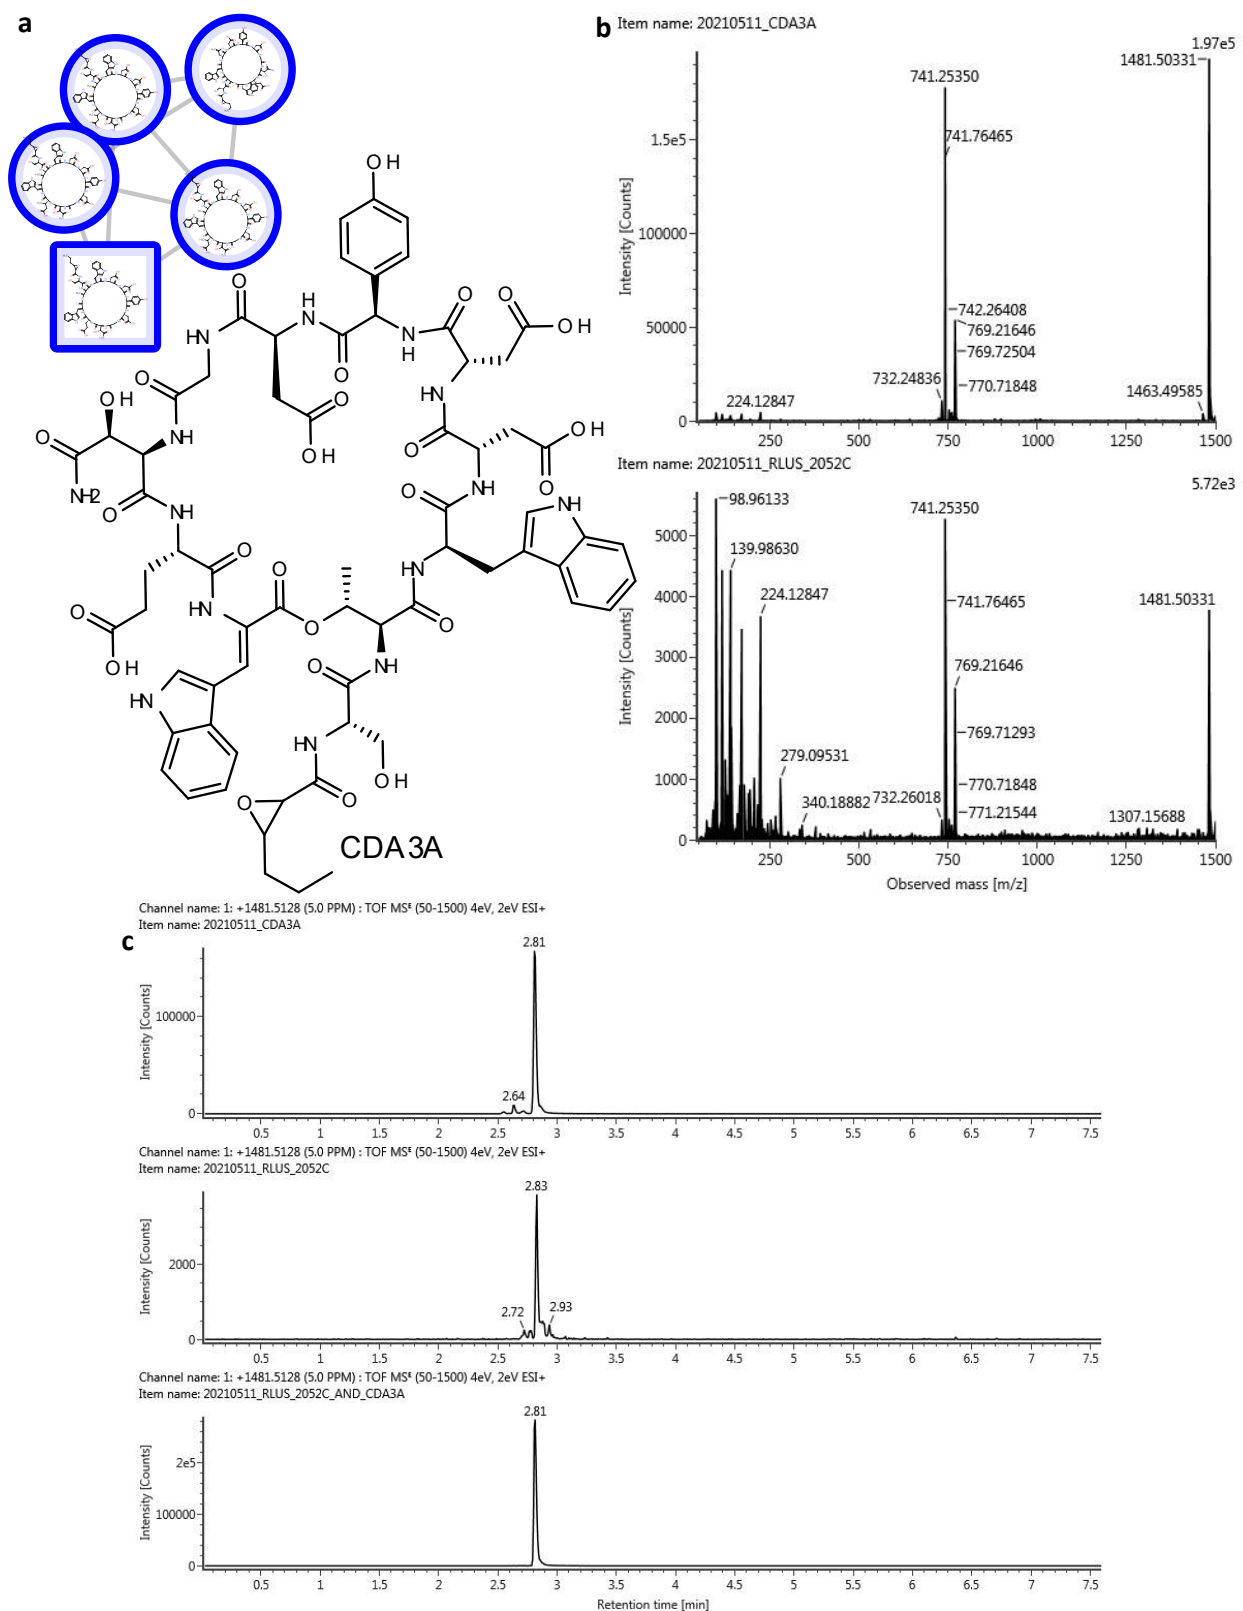 a
OH
O
H
N
O
O
OH
NH
O
N
H
O
O
OH
NH
O
OH
O
NH
O
OH
O
NH2
O
NH
O
OH
NH
O
NH
O
HN
O
O
O
OH
NH
O
O
HN
O
NH
HN
O
OH
O
CDA3A
b
Item name: 20210511_CDA3A
1.97e5
Intensity [Counts]
1.5e5
100000
50000
0
741.25350
741.76465
742.26408
769.21646
769.72504
770.71848
732.24836
224.12847
1481.50331
1463.49585
250
500
750
1000
1250
1500
Item name: 20210511_RLUS_2052C
5.72e3
Intensity [Counts]
5000
4000
3000
2000
1000
0
98.96133
139.98630
224.12847
279.09531
340.18882
732.26018
741.25350
741.76465
769.21646
769.71293
770.71848
771.21544
1307.15688
1481.50331
250
500
750
1000
1250
1500
Observed mass [m/z]
Channel name: 1: +1481.5128 (5.0 PPM) : TOF MSᴱ (50-1500) 4eV, 2eV ESI+
Item name: 20210511_CDA3A
c
Intensity [Counts]
100000
0
2.64
2.81
0.5 1 1.5 2 2.5 3 3.5 4 4.5 5 5.5 6 6.5 7 7.5
Channel name: 1: +1481.5128 (5.0 PPM) : TOF MSᴱ (50-1500) 4eV, 2eV ESI+
Item name: 20210511_RLUS_2052C
Intensity [Counts]
2000
0
2.72
2.83
2.93
0.5 1 1.5 2 2.5 3 3.5 4 4.5 5 5.5 6 6.5 7 7.5
Channel name: 1: +1481.5128 (5.0 PPM) : TOF MSᴱ (50-1500) 4eV, 2eV ESI+
Item name: 20210511_RLUS_2052C_AND_CDA3A
Intensity [Counts]
2e5
100000
0
2.81
0.5 1 1.5 2 2.5 3 3.5 4 4.5 5 5.5 6 6.5 7 7.5
Retention time [min]